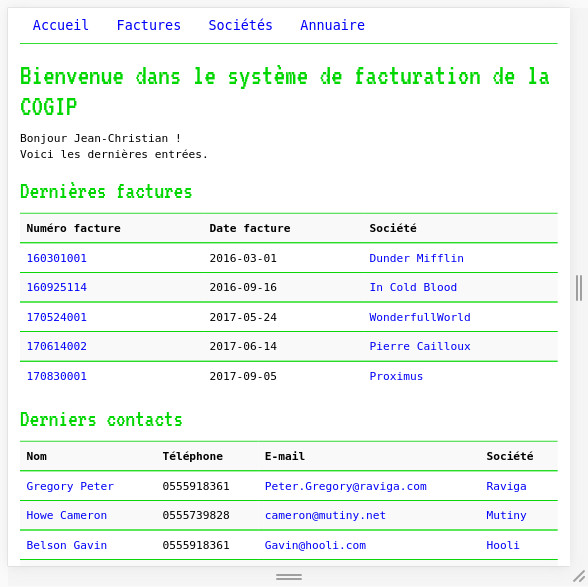 Accueil Factures Sociétés Annuaire
Bienvenue dans le système de facturation de la
COGIP
Bonjour Jean-Christian !
Voici les dernières entrées.
Dernières factures
Numéro facture Date facture Société
160301001 2016-03-01 Dunder Mifflin
160925114 2016-09-16 In Cold Blood
170524001 2017-05-24 WonderfullWorld
170614002 2017-06-14 Pierre Cailloux
170830001 2017-09-05 Proximus
Derniers contacts
Nom Téléphone E-mail Société
Gregory Peter 0555918361 Peter.Gregory@raviga.com Raviga
Howe Cameron 0555739828 cameron@mutiny.net Mutiny
Belson Gavin 0555918361 Gavin@hooli.com Hooli